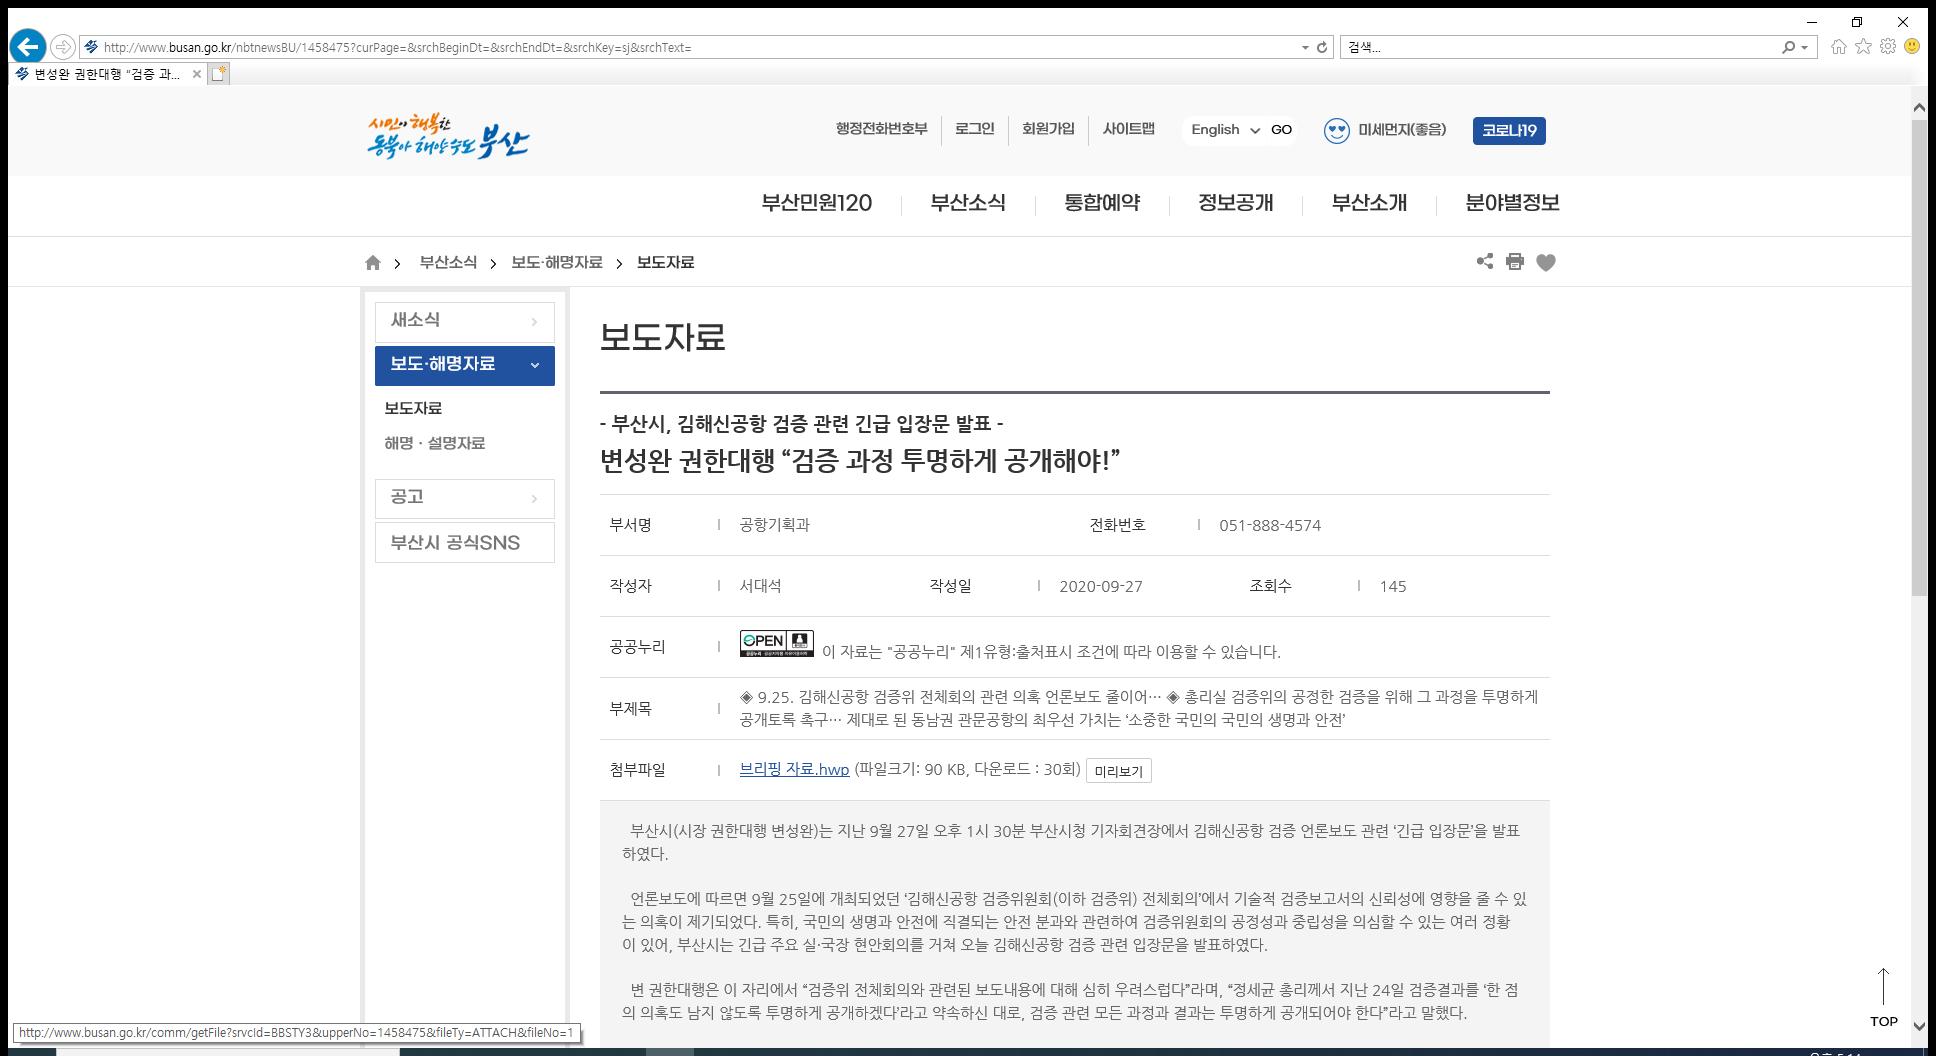 http://www.busan.go.kr/nbtnewsBU/1458475?curPage=&srchBeginDt=&srchEndDt=&srchKey=sj&srchText=
검색...
변성완 권한대행 "검증 과...
시민이 행복한
동북아 해양수도 부산
행정전화번호부
로그인
회원가입
사이트맵
English
GO
미세먼지(좋음)
코로나19
부산민원120
부산소식
통합예약
정보공개
부산소개
분야별정보
부산소식
보도·해명자료
보도자료
새소식
보도·해명자료
보도자료
해명 · 설명자료
공고
부산시 공식SNS
보도자료
- 부산시, 김해신공항 검증 관련 긴급 입장문 발표 -
변성완 권한대행 “검증 과정 투명하게 공개해야!”
부서명 공항기획과 전화번호 051-888-4574
작성자 서대석 작성일 2020-09-27 조회수 145
공공누리 OPEN 이 자료는 "공공누리" 제1유형:출처표시 조건에 따라 이용할 수 있습니다.
부제목 ◈ 9.25. 김해신공항 검증위 전체회의 관련 의혹 언론보도 줄이어… ◈ 총리실 검증위의 공정한 검증을 위해 그 과정을 투명하게
공개토록 촉구… 제대로 된 동남권 관문공항의 최우선 가치는 ‘소중한 국민의 국민의 생명과 안전’
첨부파일 브리핑 자료.hwp (파일크기: 90 KB, 다운로드 : 30회) 미리보기
부산시(시장 권한대행 변성완)는 지난 9월 27일 오후 1시 30분 부산시청 기자회견장에서 김해신공항 검증 언론보도 관련 ‘긴급 입장문’을 발표
하였다.
언론보도에 따르면 9월 25일에 개최되었던 ‘김해신공항 검증위원회(이하 검증위) 전체회의’에서 기술적 검증보고서의 신뢰성에 영향을 줄 수 있
는 의혹이 제기되었다. 특히, 국민의 생명과 안전에 직결되는 안전 분과와 관련하여 검증위원회의 공정성과 중립성을 의심할 수 있는 여러 정황
이 있어, 부산시는 긴급 주요 실·국장 현안회의를 거쳐 오늘 김해신공항 검증 관련 입장문을 발표하였다.
변 권한대행은 이 자리에서 “검증위 전체회의와 관련된 보도내용에 대해 심히 우려스럽다”라며, “정세균 총리께서 지난 24일 검증결과를 ‘한 점
의 의혹도 남지 않도록 투명하게 공개하겠다’라고 약속하신 대로, 검증 관련 모든 과정과 결과는 투명하게 공개되어야 한다”라고 말했다.
TOP
http://www.busan.go.kr/comm/getFile?srvcId=BBSTY3&upperNo=1458475&fileTy=ATTACH&fileNo=1